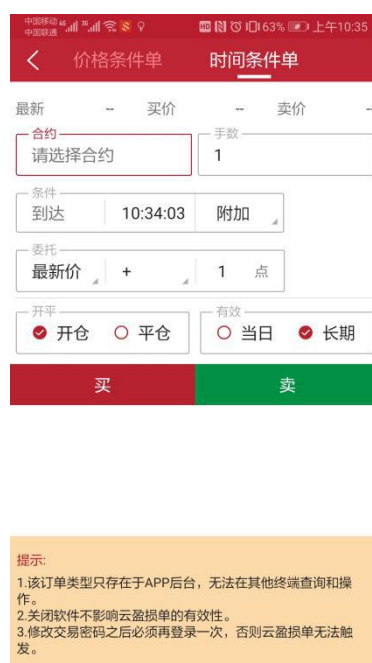 中国移动 46 36 HD 63% 上午10:35
中国联通
价格条件单 时间条件单
最新 -- 买价 -- 卖价 --
合约 手数
请选择合约 1
条件
到达 10:34:03 附加
委托
最新价 + 1 点
开平 有效
开仓 平仓 当日 长期
买 卖
提示:
1.该订单类型只存在于APP后台，无法在其他终端查询和操
作。
2.关闭软件不影响云盈损单的有效性。
3.修改交易密码之后必须再登录一次，否则云盈损单无法触
发。